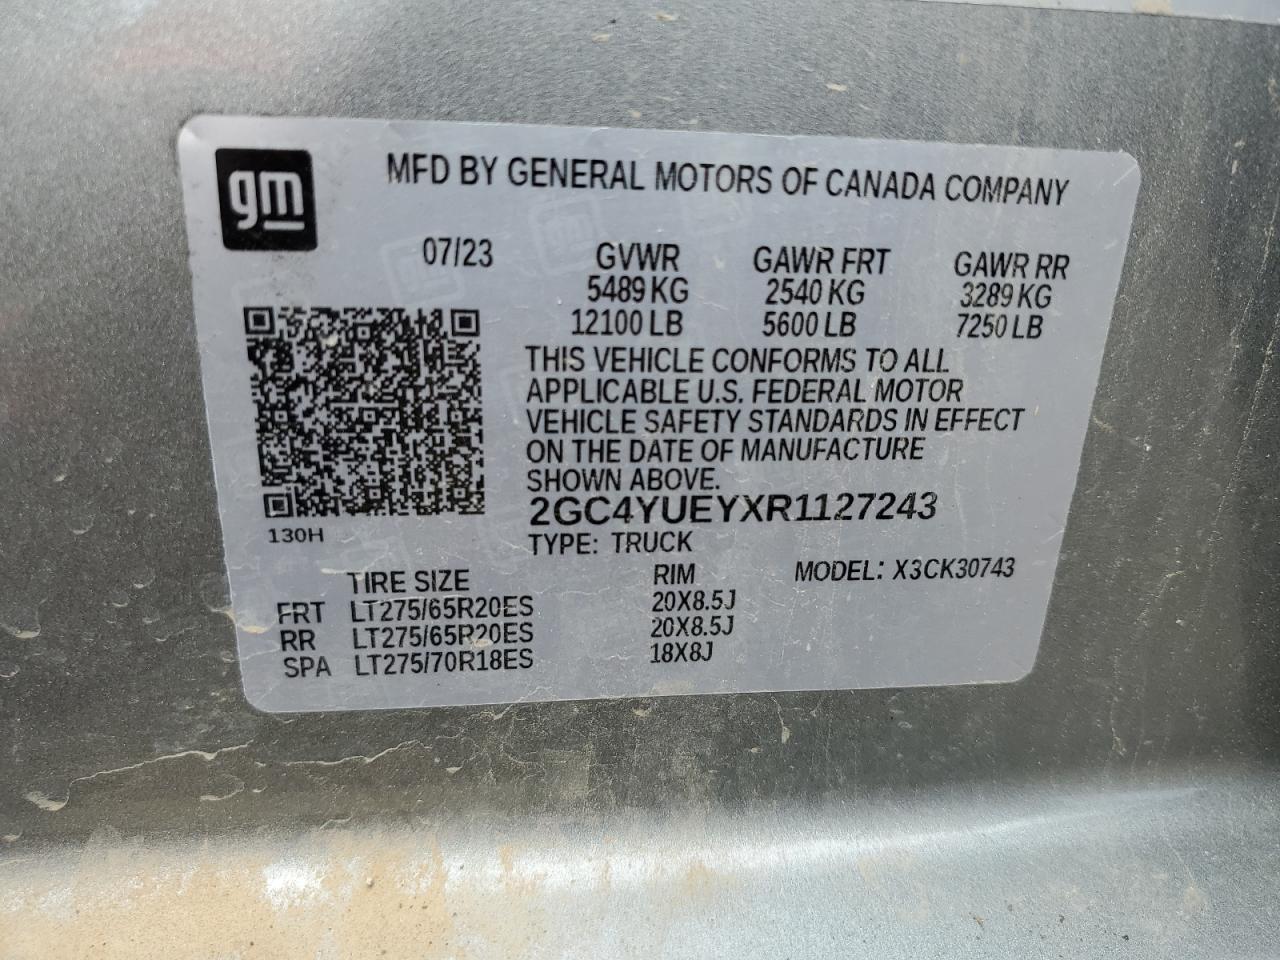 gm
MFD BY GENERAL MOTORS OF CANADA COMPANY
07/23 GVWR GAWR FRT GAWR RR
5489 KG 2540 KG 3289 KG
12100 LB 5600 LB 7250 LB
THIS VEHICLE CONFORMS TO ALL
APPLICABLE U.S. FEDERAL MOTOR
VEHICLE SAFETY STANDARDS IN EFFECT
ON THE DATE OF MANUFACTURE
SHOWN ABOVE.
2GC4YUEYXR1127243
130H
TYPE: TRUCK
TIRE SIZE RIM MODEL: X3CK30743
FRT LT275/65R20ES 20X8.5J
RR LT275/65R20ES 20X8.5J
SPA LT275/70R18ES 18X8J